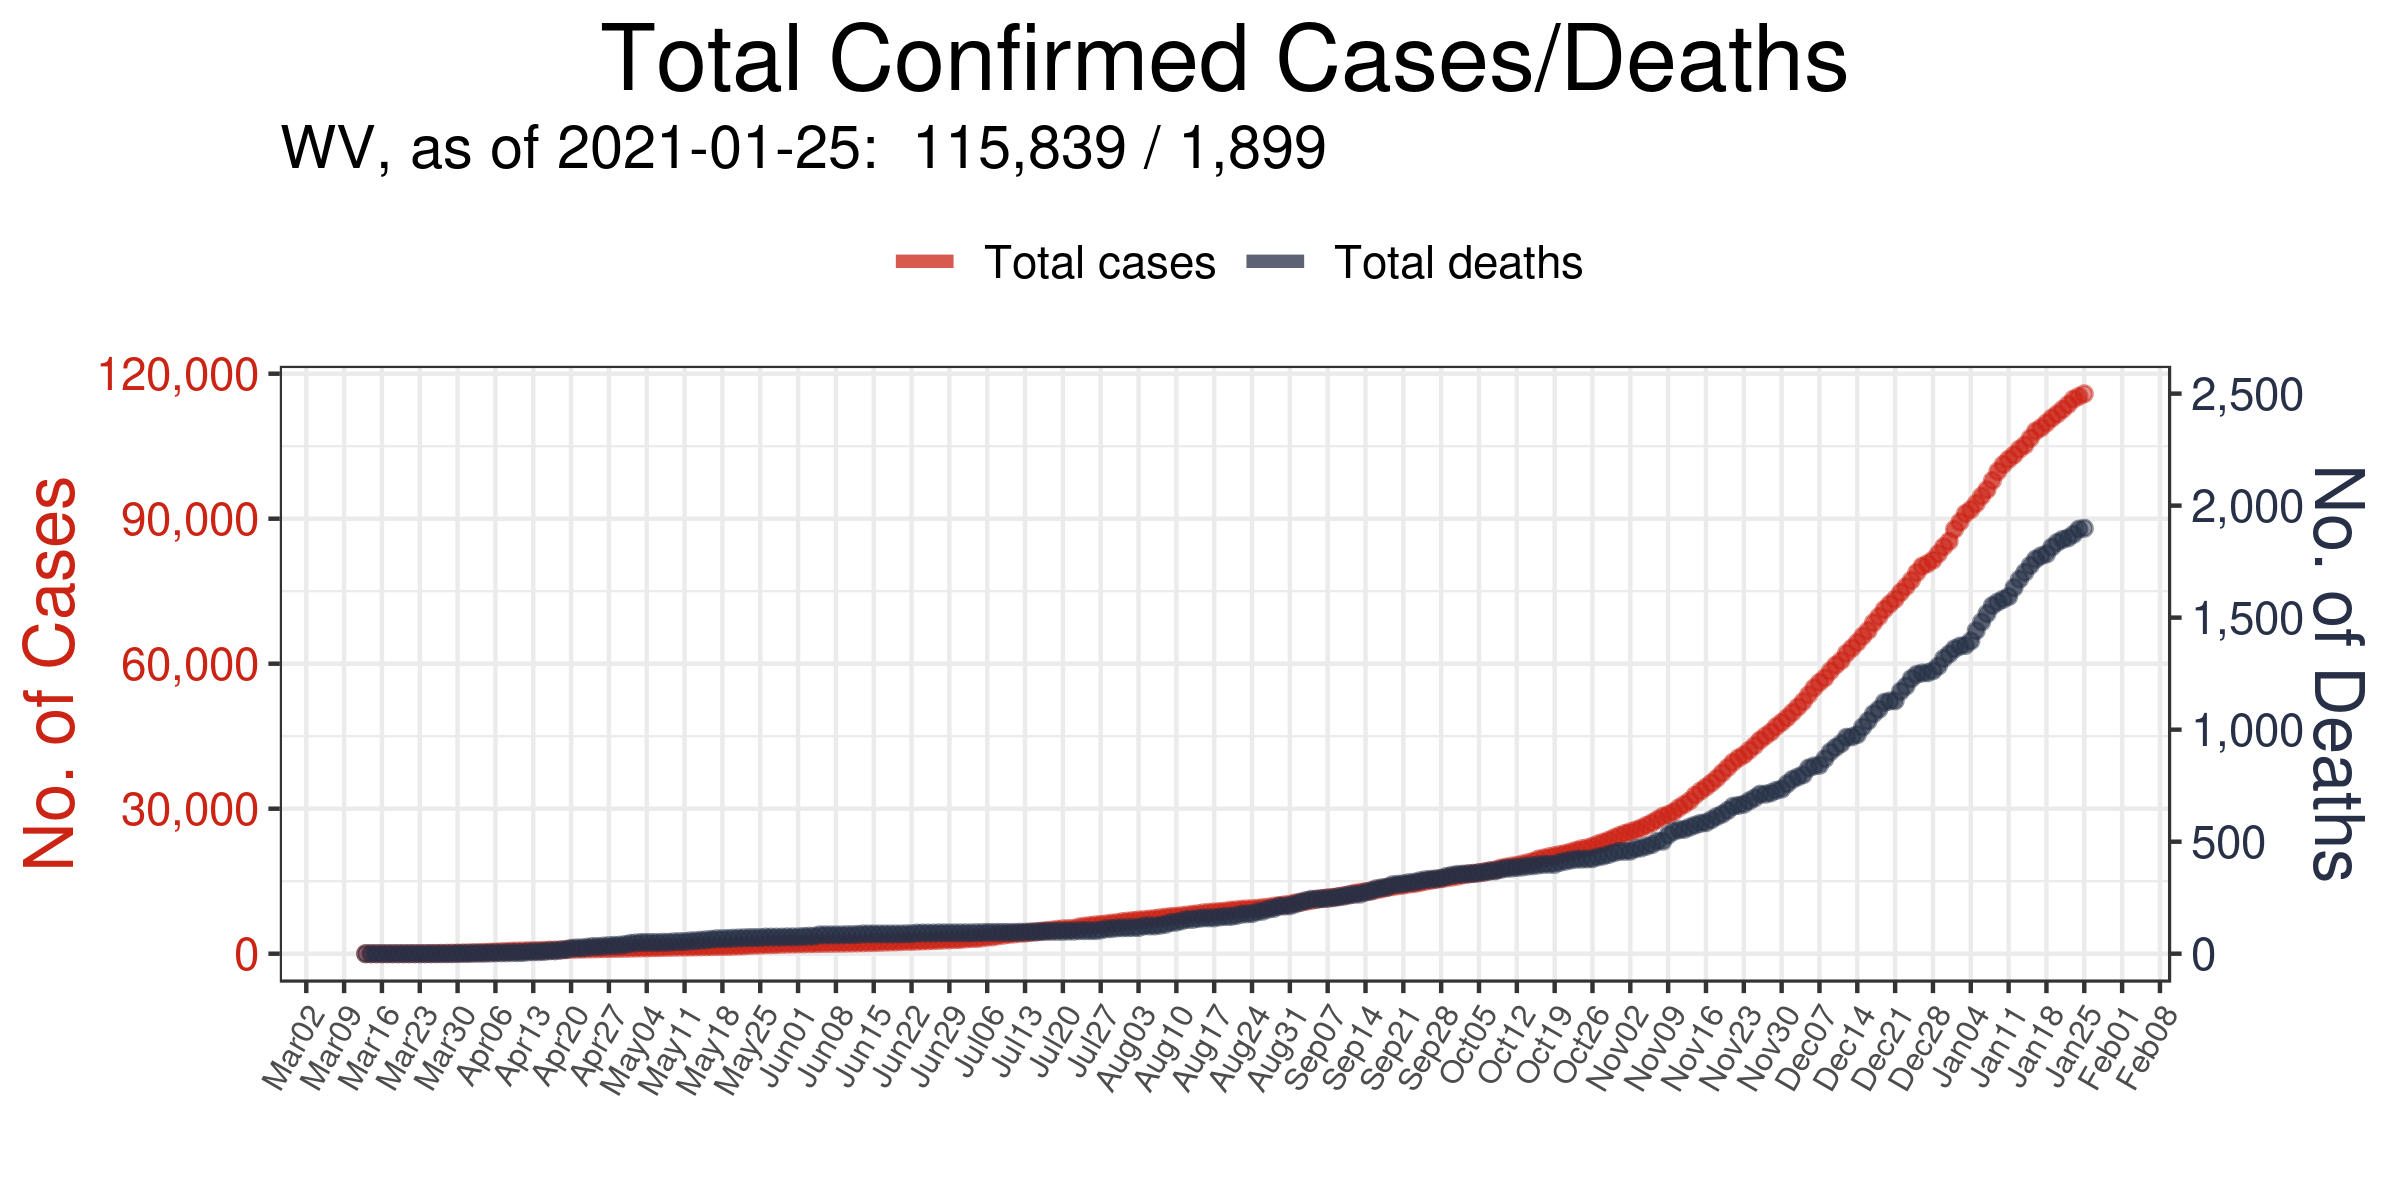 Total Confirmed Cases/Deaths
WV, as of 2021-01-25: 115,839 / 1,899
Total cases
Total deaths
No. of Cases
120,000
90,000
60,000
30,000
0
2,500
2,000
1,500
1,000
500
0
No. of Deaths
Mar02
Mar09
Mar16
Mar23
Mar30
Apr06
Apr13
Apr20
Apr27
May04
May11
May18
May25
Jun01
Jun08
Jun15
Jun22
Jun29
Jul06
Jul13
Jul20
Jul27
Aug03
Aug10
Aug17
Aug24
Aug31
Sep07
Sep14
Sep21
Sep28
Oct05
Oct12
Oct19
Oct26
Nov02
Nov09
Nov16
Nov23
Nov30
Dec07
Dec14
Dec21
Dec28
Jan04
Jan11
Jan18
Jan25
Feb01
Feb08